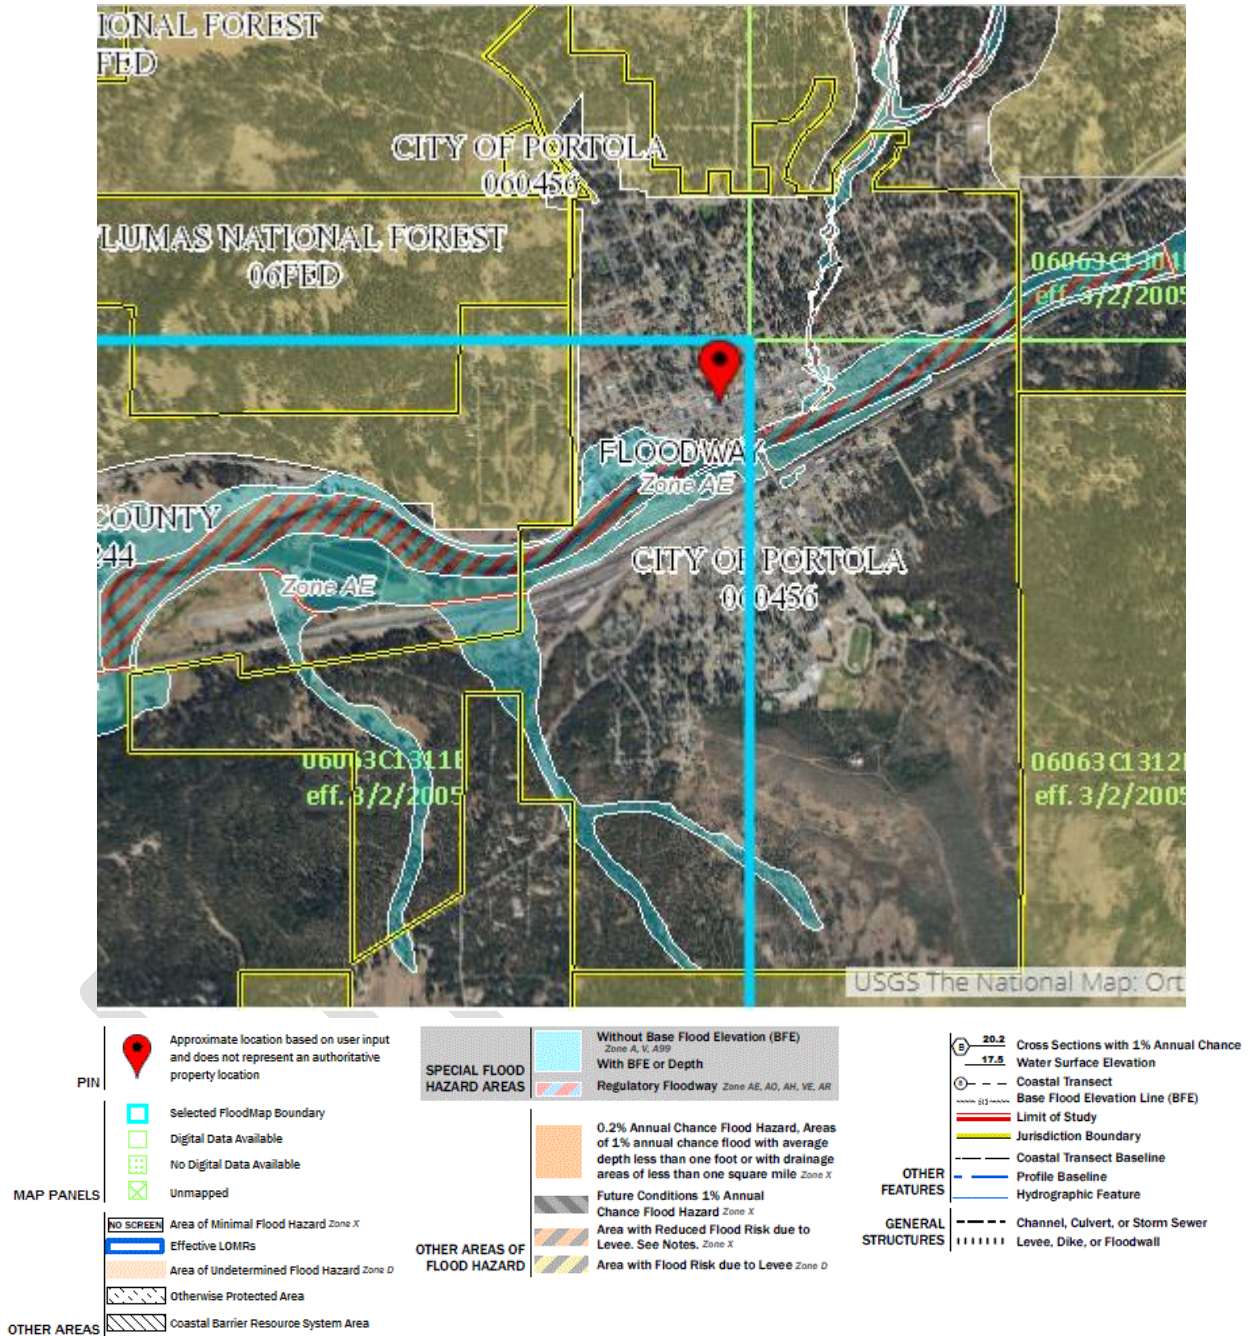 IONAL FOREST
FED
CITY OF PORTOLA
060456
LUMAS NATIONAL FOREST
06FED
06063C1301
eff. 3/2/2005
FLOODWAY
Zone AE
COUNTY
244
Zone AE
CITY OF PORTOLA
060456
06063C1311E
eff. 3/2/2005
06063C1312
eff. 3/2/2005
USGS The National Map: Ort
PIN
Approximate location based on user input
and does not represent an authoritative
property location
MAP PANELS
Selected FloodMap Boundary
Digital Data Available
No Digital Data Available
Unmapped
OTHER AREAS
NO SCREEN Area of Minimal Flood Hazard Zone X
Effective LOMRs
Area of Undetermined Flood Hazard Zone D
Otherwise Protected Area
Coastal Barrier Resource System Area
SPECIAL FLOOD
HAZARD AREAS
Without Base Flood Elevation (BFE)
Zone A, V, A99
With BFE or Depth
Regulatory Floodway Zone AE, AO, AH, VE, AR
OTHER AREAS OF
FLOOD HAZARD
0.2% Annual Chance Flood Hazard, Areas
of 1% annual chance flood with average
depth less than one foot or with drainage
areas of less than one square mile Zone X
Future Conditions 1% Annual
Chance Flood Hazard Zone X
Area with Reduced Flood Risk due to
Levee. See Notes. Zone X
Area with Flood Risk due to Levee Zone D
OTHER
FEATURES
B 20.2 Cross Sections with 1% Annual Chance
17.5 Water Surface Elevation
8 Coastal Transect
513 Base Flood Elevation Line (BFE)
Limit of Study
Jurisdiction Boundary
Coastal Transect Baseline
Profile Baseline
Hydrographic Feature
GENERAL
STRUCTURES
Channel, Culvert, or Storm Sewer
Levee, Dike, or Floodwall